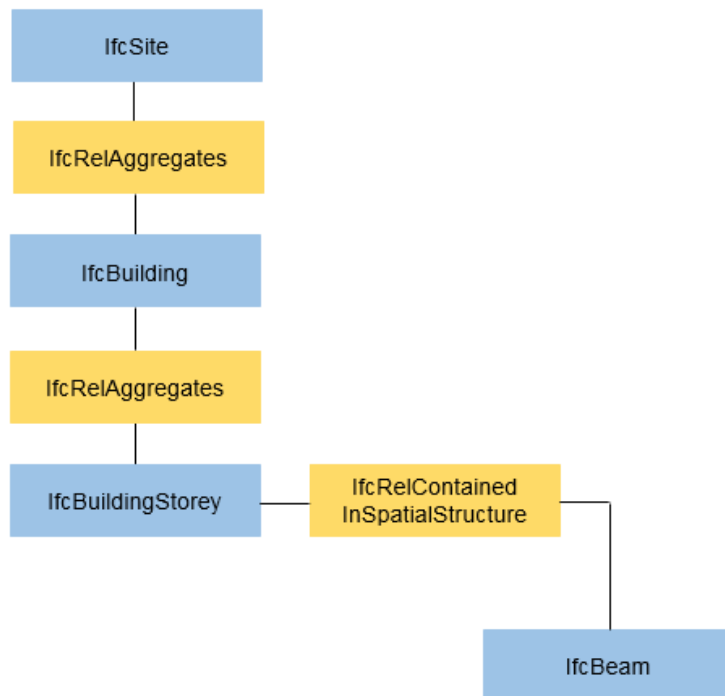 IfcSite
IfcRelAggregates
IfcBuilding
IfcRelAggregates
IfcBuildingStorey
IfcRelContained
InSpatialStructure
IfcBeam